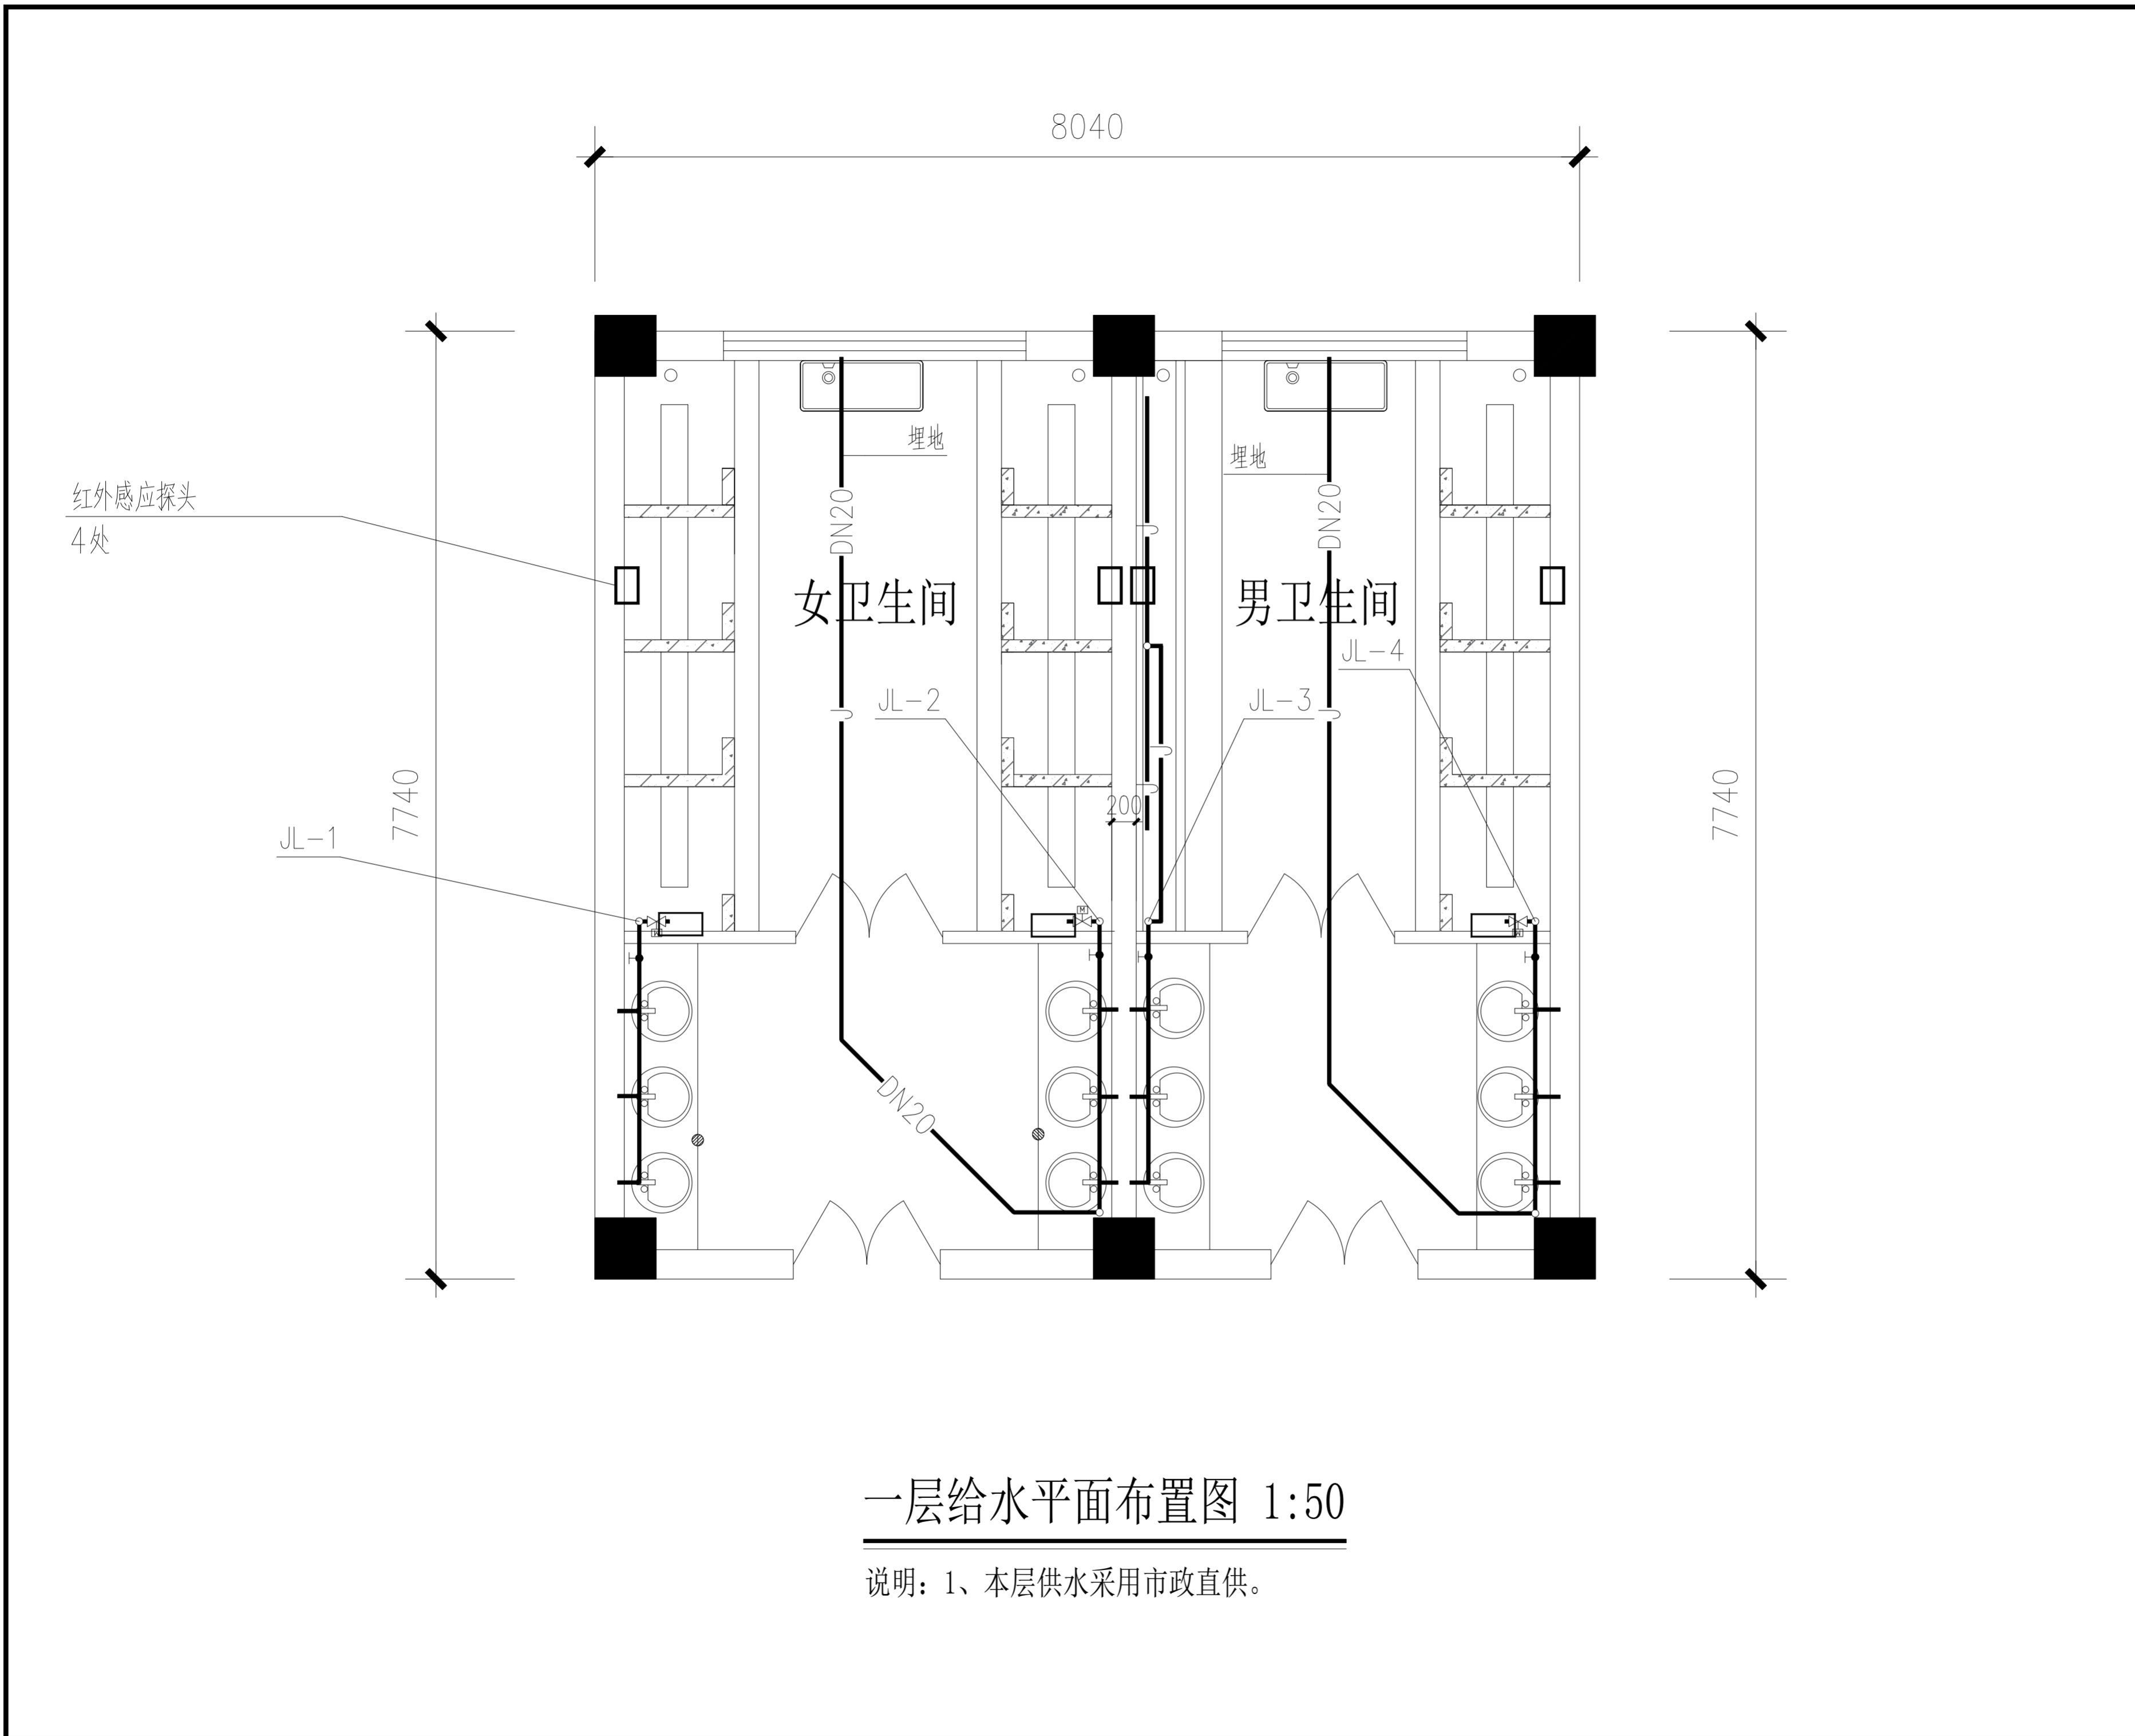 8040
埋地
埋地
DN20
DN20
红外感应探头
4处
女卫生间
男卫生间
J
JL-4
JL-2
JL-3
J
J
J
J
7740
7740
200
JL-1
M
M
M
DN20
一层给水平面布置图 1:50
说明: 1、本层供水采用市政直供。